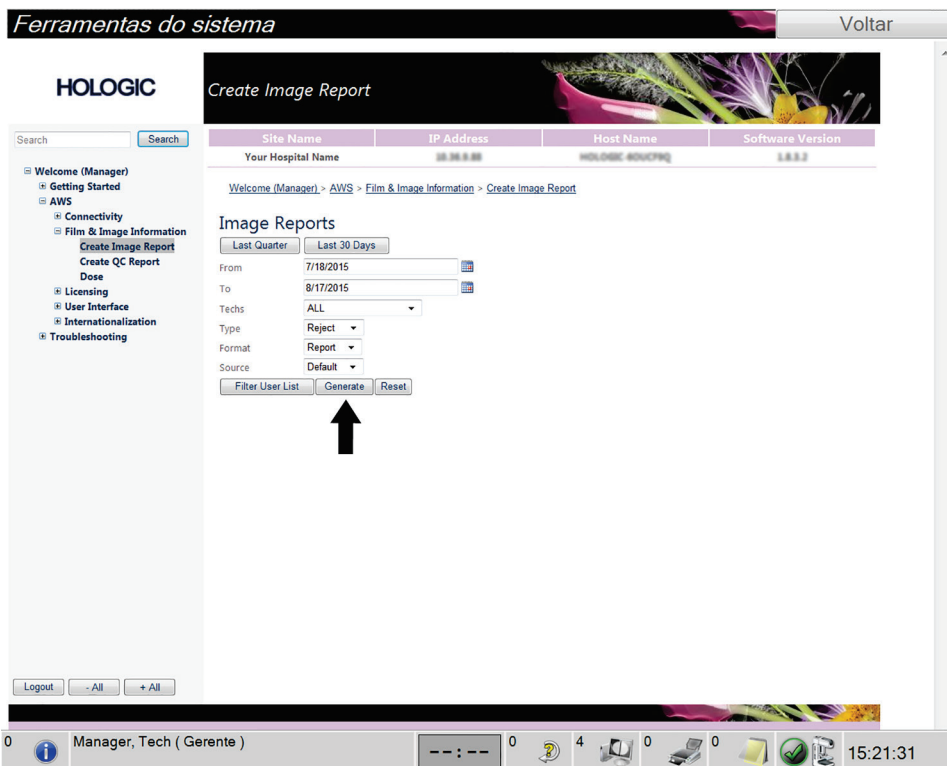 Ferramentas do sistema
Voltar
HOLOGIC
Create Image Report
Search
Search
Site Name IP Address Host Name Software Version
Your Hospital Name
Welcome (Manager)
Getting Started
AWS
Connectivity
Film & Image Information
Create Image Report
Create QC Report
Dose
Licensing
User Interface
Internationalization
Troubleshooting
Welcome (Manager) > AWS > Film & Image Information > Create Image Report
Image Reports
Last Quarter Last 30 Days
From 7/18/2015
To 8/17/2015
Techs ALL
Type Reject
Format Report
Source Default
Filter User List Generate Reset
Logout - All + All
0 Manager, Tech ( Gerente ) --:-- 0 4 0 0 15:21:31